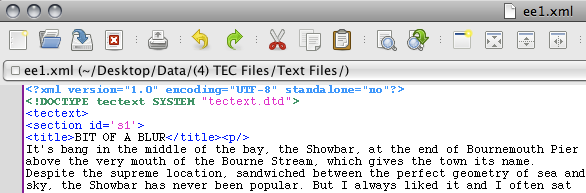 ee1.xml
ee1.xml (~/Desktop/Data/(4) TEC Files/Text Files/)
<?xml version="1.0" encoding="UTF-8" standalone="no"?>
<!DOCTYPE tectext SYSTEM "tectext.dtd">
<tectext>
<section id='s1'>
<title>BIT OF A BLUR</title><p/>
It's bang in the middle of the bay, the Showbar, at the end of Bournemouth Pier
above the very mouth of the Bourne Stream, which gives the town its name.
Despite the supreme location, sandwiched between the perfect geometry of sea and
sky, the Showbar has never been popular. But I always liked it and I often sat